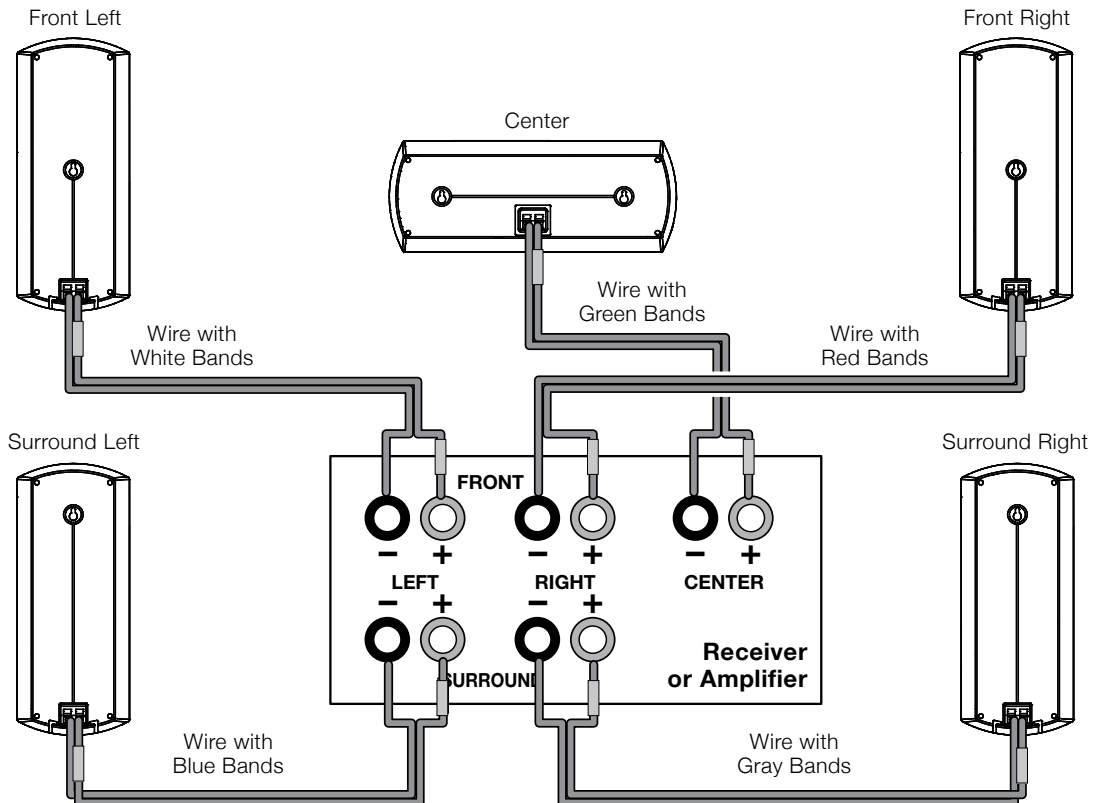 Front Left
Front Right
Center
Wire with
Green Bands
Wire with
White Bands
Wire with
Red Bands
Surround Left
Surround Right
FRONT
− + − + − +
LEFT RIGHT CENTER
− + − +
Receiver
or Amplifier
SURROUND
Wire with
Blue Bands
Wire with
Gray Bands